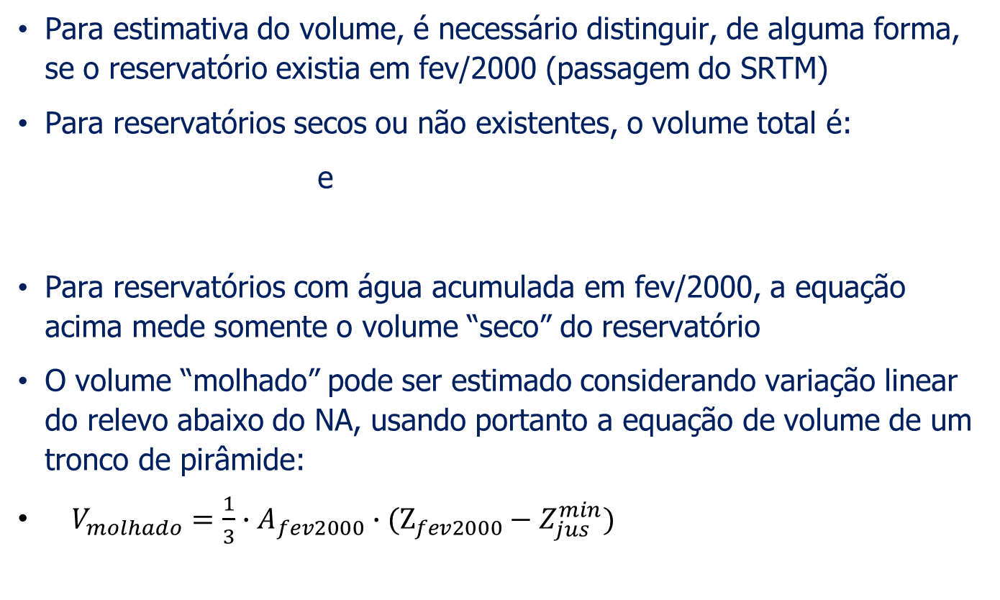 • Para estimativa do volume, é necessário distinguir, de alguma forma,
se o reservatório existia em fev/2000 (passagem do SRTM)
• Para reservatórios secos ou não existentes, o volume total é:
e
• Para reservatórios com água acumulada em fev/2000, a equação
acima mede somente o volume “seco” do reservatório
• O volume “molhado” pode ser estimado considerando variação linear
do relevo abaixo do NA, usando portanto a equação de volume de um
tronco de pirâmide:
• $V_{molhado} = \frac{1}{3} \cdot A_{fev2000} \cdot (Z_{fev2000} - Z_{jus}^{min})$